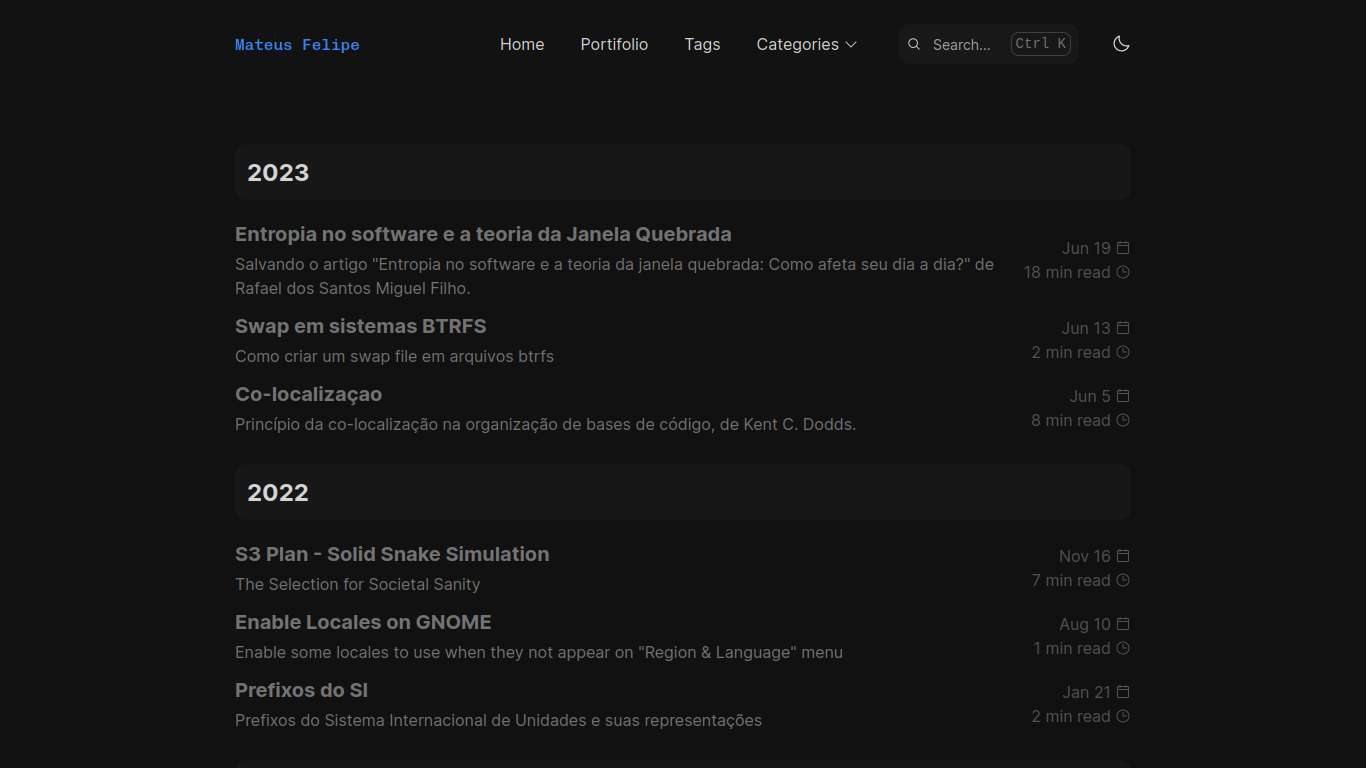 Mateus Felipe
Home Portifolio Tags Categories Search... Ctrl K
2023
Entropia no software e a teoria da Janela Quebrada
Salvando o artigo "Entropia no software e a teoria da janela quebrada: Como afeta seu dia a dia?" de
Rafael dos Santos Miguel Filho.
Jun 19
18 min read
Swap em sistemas BTRFS
Como criar um swap file em arquivos btrfs
Jun 13
2 min read
Co-localizaçao
Princípio da co-localização na organização de bases de código, de Kent C. Dodds.
Jun 5
8 min read
2022
S3 Plan - Solid Snake Simulation
The Selection for Societal Sanity
Nov 16
7 min read
Enable Locales on GNOME
Enable some locales to use when they not appear on "Region & Language" menu
Aug 10
1 min read
Prefixos do SI
Prefixos do Sistema Internacional de Unidades e suas representações
Jan 21
2 min read